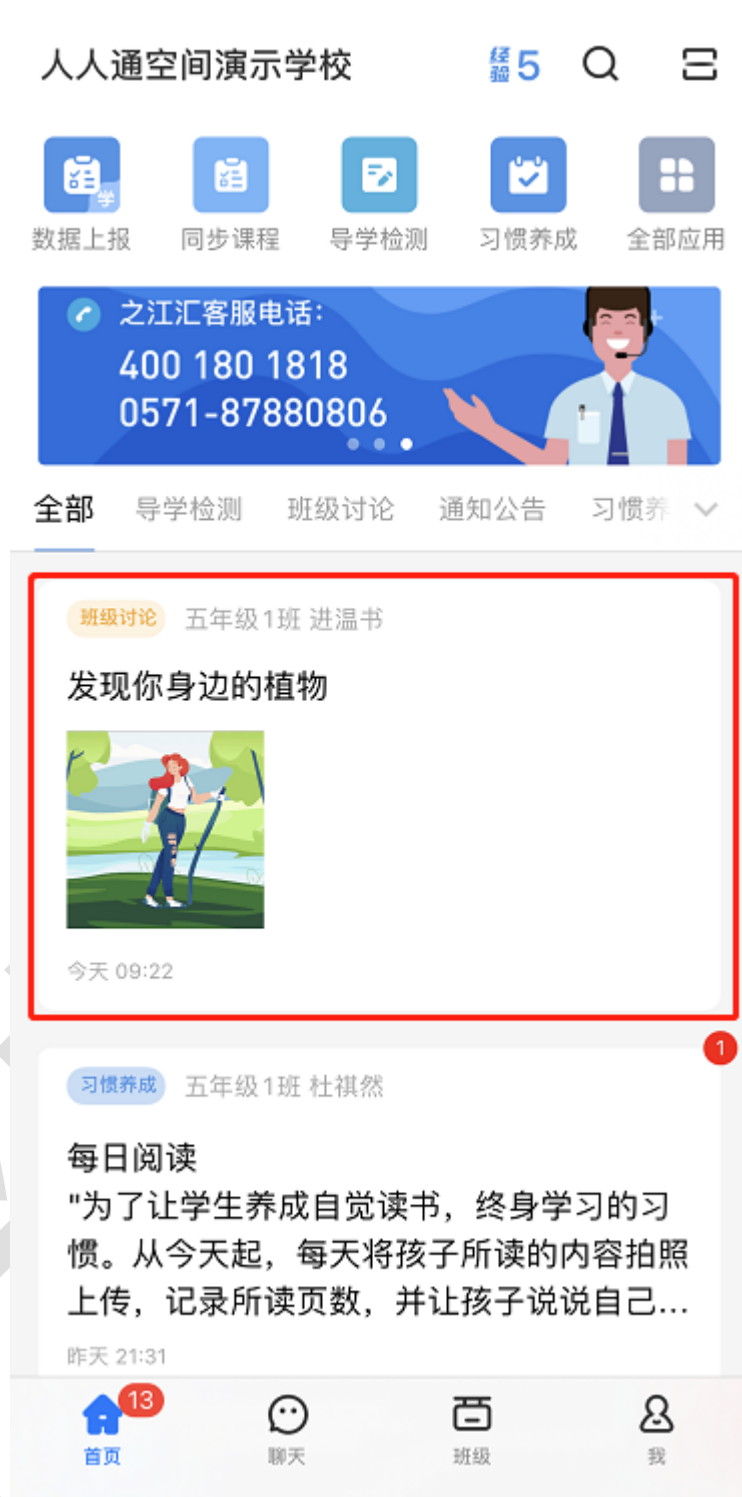 人人通空间演示学校 经验 5
学
数据上报 同步课程 导学检测 习惯养成 全部应用
之江汇客服电话：
400 180 1818
0571-87880806
全部 导学检测 班级讨论 通知公告 习惯养
班级讨论 五年级1班 进温书
发现你身边的植物
今天 09:22
1
习惯养成 五年级1班 杜祺然
每日阅读
"为了让学生养成自觉读书，终身学习的习
惯。从今天起，每天将孩子所读的内容拍照
上传，记录所读页数，并让孩子说说自己...
昨天 21:31
13
首页 聊天 班级 我